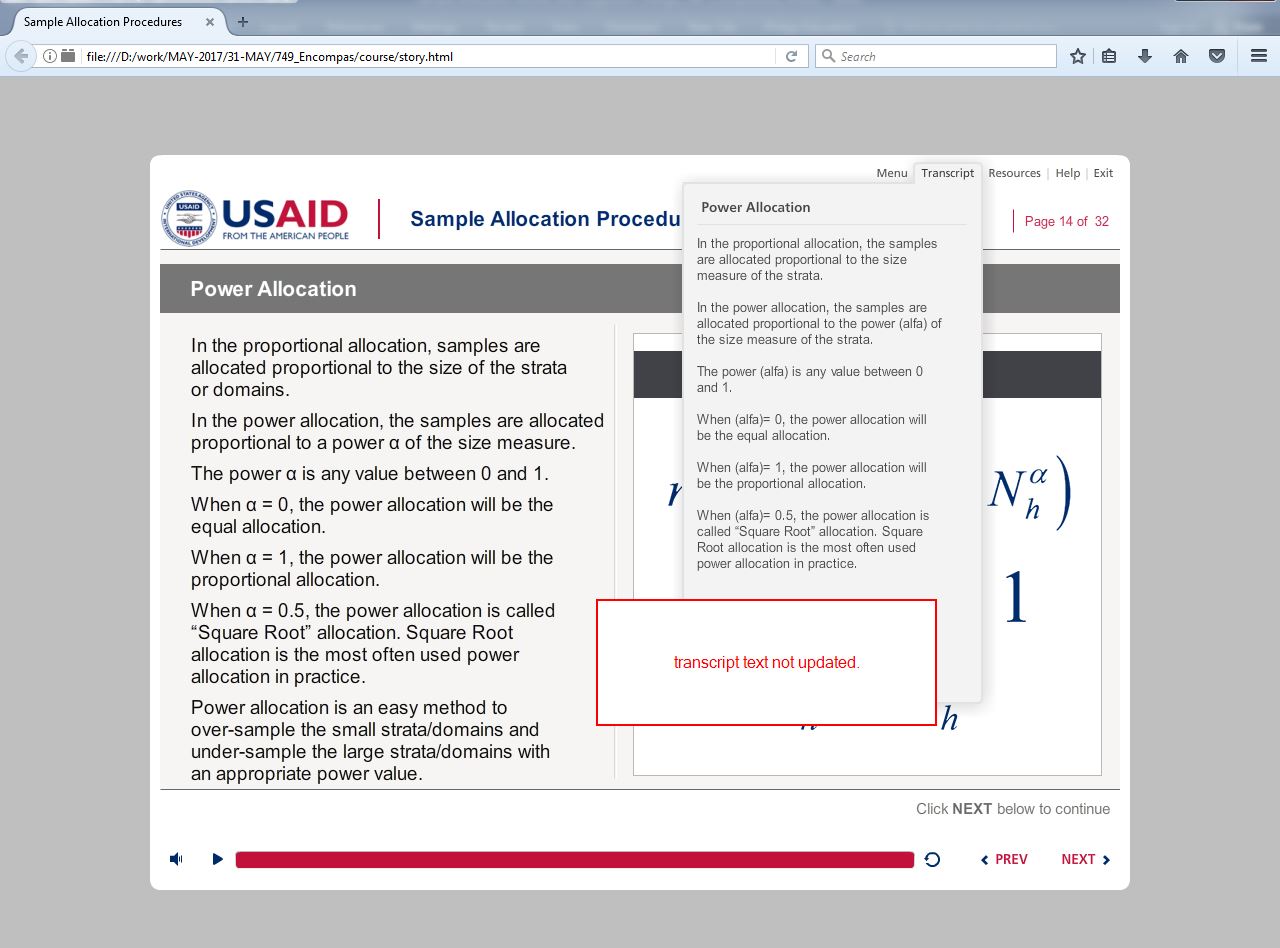 Sample Allocation Procedures
file:///D:/work/MAY-2017/31-MAY/749_Encompas/course/story.html
Search
Menu
Transcript
Resources
Help
Exit
USAID
FROM THE AMERICAN PEOPLE
UNITED STATES AGENCY
INTERNATIONAL DEVELOPMENT
USAID
Sample Allocation Procedu
Page 14 of 32
Power Allocation
In the proportional allocation, samples are
allocated proportional to the size of the strata
or domains.
In the power allocation, the samples are allocated
proportional to a power α of the size measure.
The power α is any value between 0 and 1.
When α = 0, the power allocation will be the
equal allocation.
When α = 1, the power allocation will be the
proportional allocation.
When α = 0.5, the power allocation is called
“Square Root” allocation. Square Root
allocation is the most often used power
allocation in practice.
Power allocation is an easy method to
over-sample the small strata/domains and
under-sample the large strata/domains with
an appropriate power value.
Power Allocation
In the proportional allocation, the samples
are allocated proportional to the size
measure of the strata.
In the power allocation, the samples are
allocated proportional to the power (alfa) of
the size measure of the strata.
The power (alfa) is any value between 0
and 1.
When (alfa)= 0, the power allocation will
be the equal allocation.
When (alfa)= 1, the power allocation will
be the proportional allocation.
When (alfa)= 0.5, the power allocation is
called “Square Root” allocation. Square
Root allocation is the most often used
power allocation in practice.
N_h^α)
1
h
transcript text not updated.
Click NEXT below to continue
PREV
NEXT